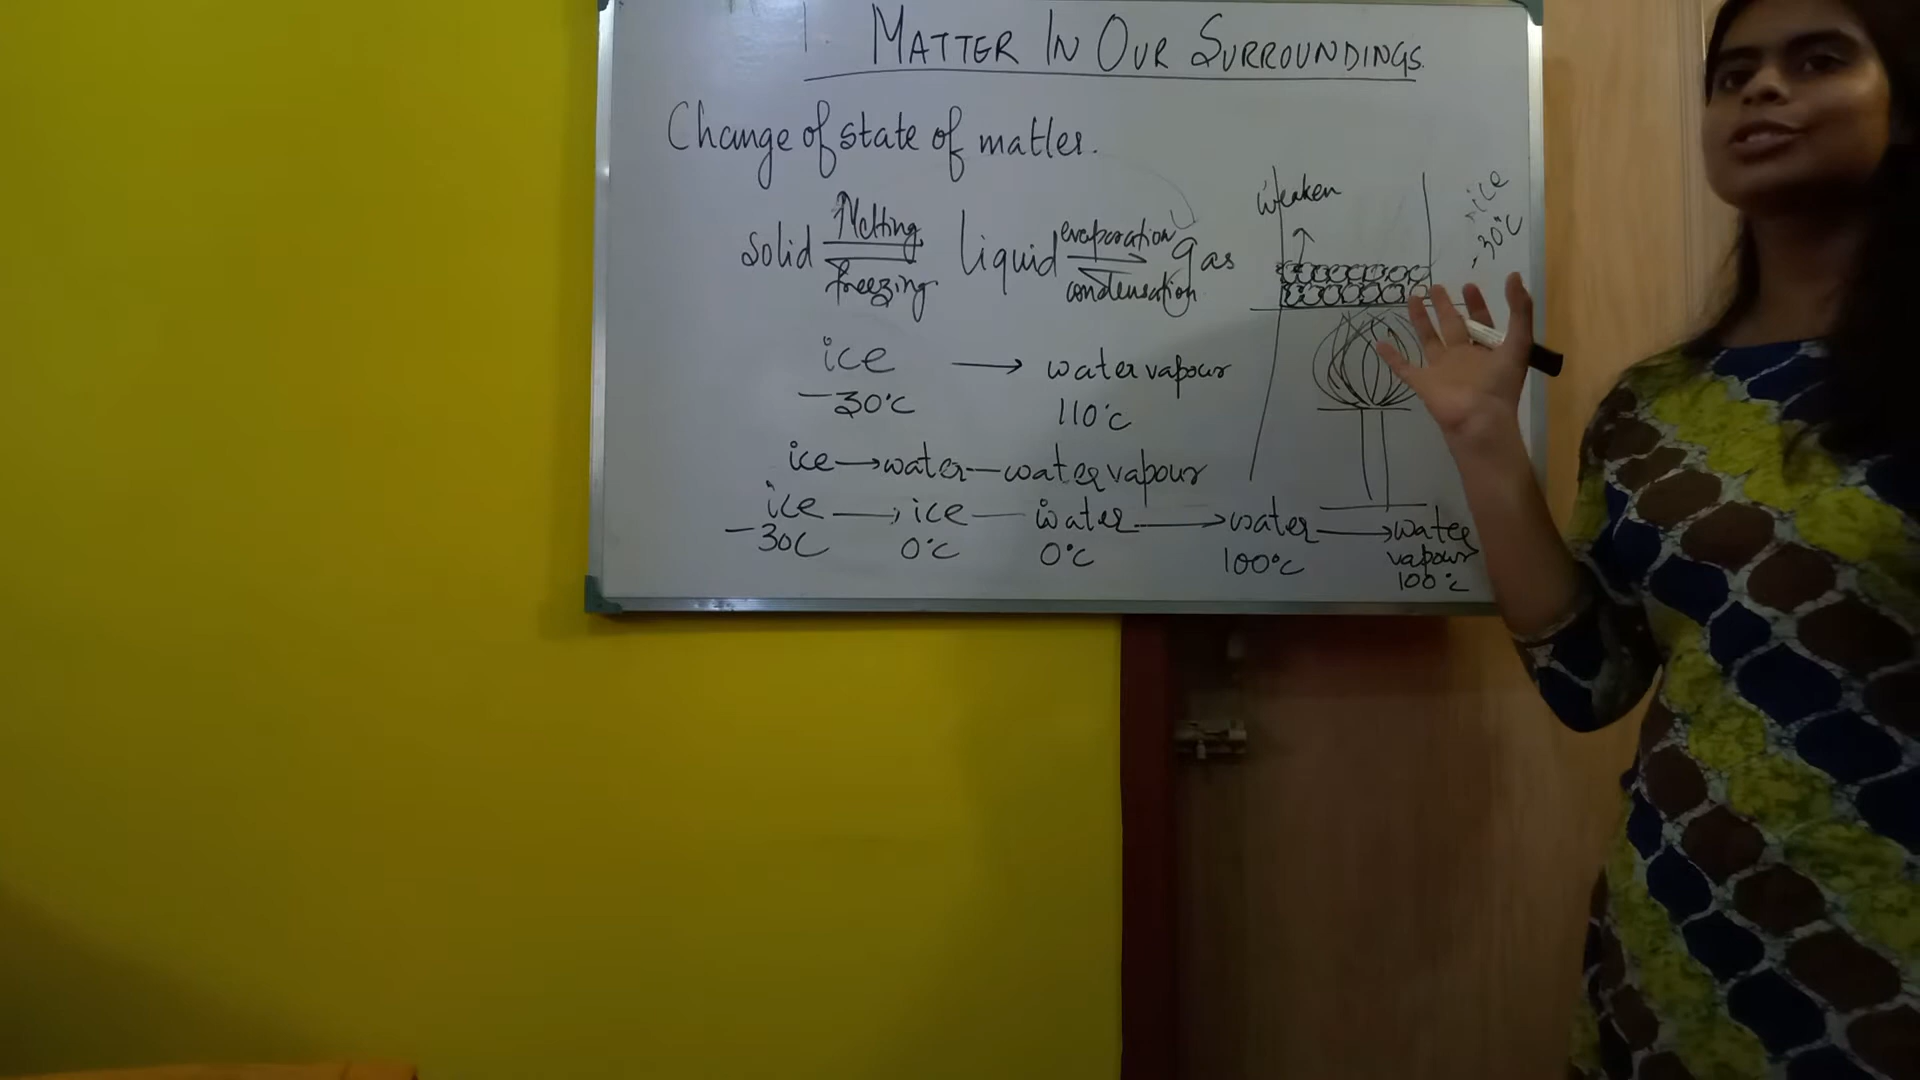 1. MATTER IN OUR SURROUNDINGS.
Change of state of matter.
solid Melting freezing liquid evaporation condensation gas
ice → water vapour
-30°C 110°C
ice → water — water vapour
ice → ice — water → water → water vapour
-30C 0°C 0°C 100°C 100°C
weaken
ice
-30°C